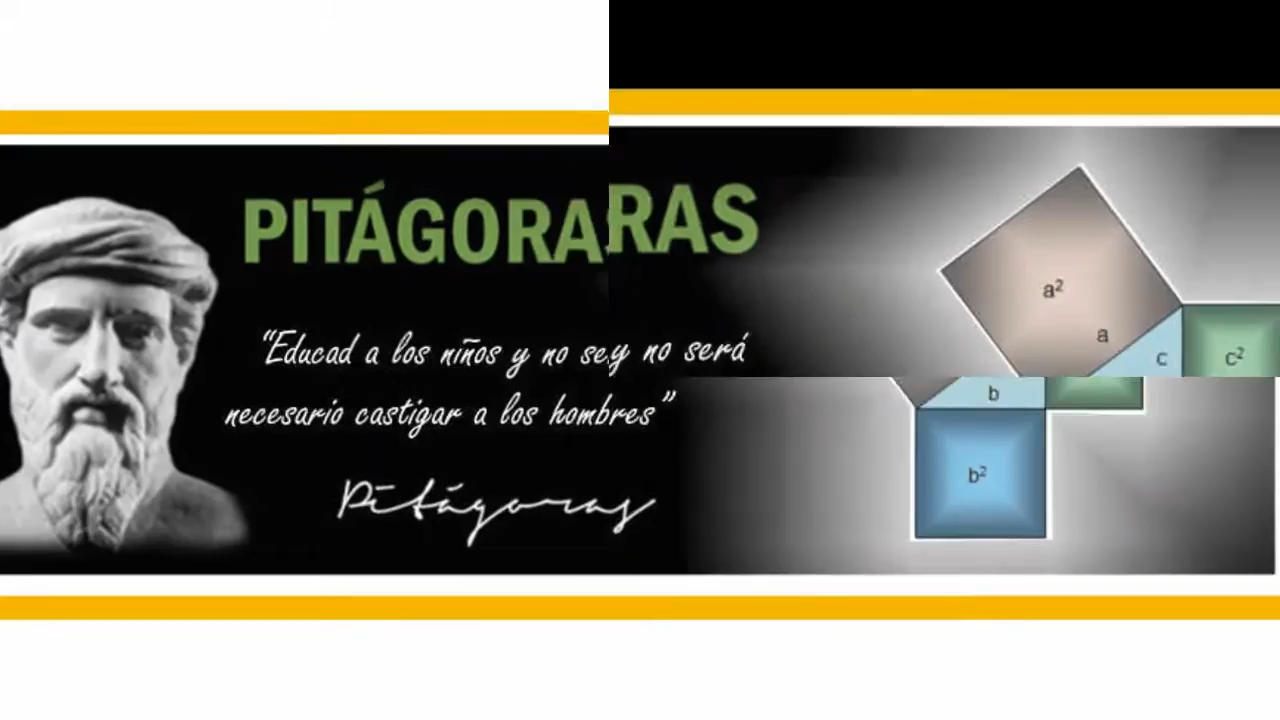 PITÁGORARAS
“Educad a los niños y no sey no será
necesario castigar a los hombres”
Pitágoras
a²
a
c
c²
b
b²